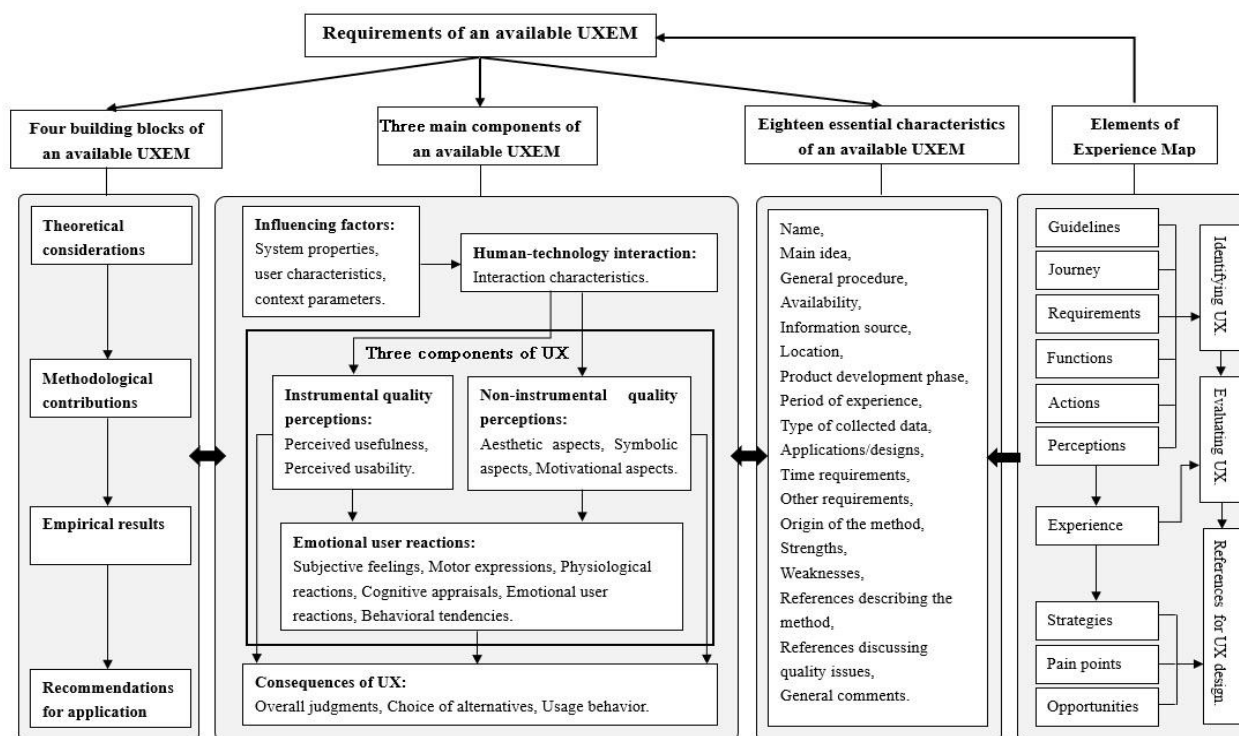 Requirements of an available UXEM
Four building blocks of
an available UXEM
Three main components of
an available UXEM
Eighteen essential characteristics
of an available UXEM
Elements of
Experience Map
Theoretical
considerations
Methodological
contributions
Empirical results
Recommendations
for application
Influencing factors:
System properties,
user characteristics,
context parameters.
Human-technology interaction:
Interaction characteristics.
Three components of UX
Instrumental quality
perceptions:
Perceived usefulness,
Perceived usability.
Non-instrumental quality
perceptions:
Aesthetic aspects, Symbolic
aspects, Motivational aspects.
Emotional user reactions:
Subjective feelings, Motor expressions, Physiological
reactions, Cognitive appraisals, Emotional user
reactions, Behavioral tendencies.
Consequences of UX:
Overall judgments, Choice of alternatives, Usage behavior.
Name,
Main idea,
General procedure,
Availability,
Information source,
Location,
Product development phase,
Period of experience,
Type of collected data,
Applications/designs,
Time requirements,
Other requirements,
Origin of the method,
Strengths,
Weaknesses,
References describing the
method,
References discussing
quality issues,
General comments.
Guidelines
Journey
Requirements
Functions
Actions
Perceptions
Experience
Strategies
Pain points
Opportunities
Identifying UX.
Evaluating UX.
References for UX design.